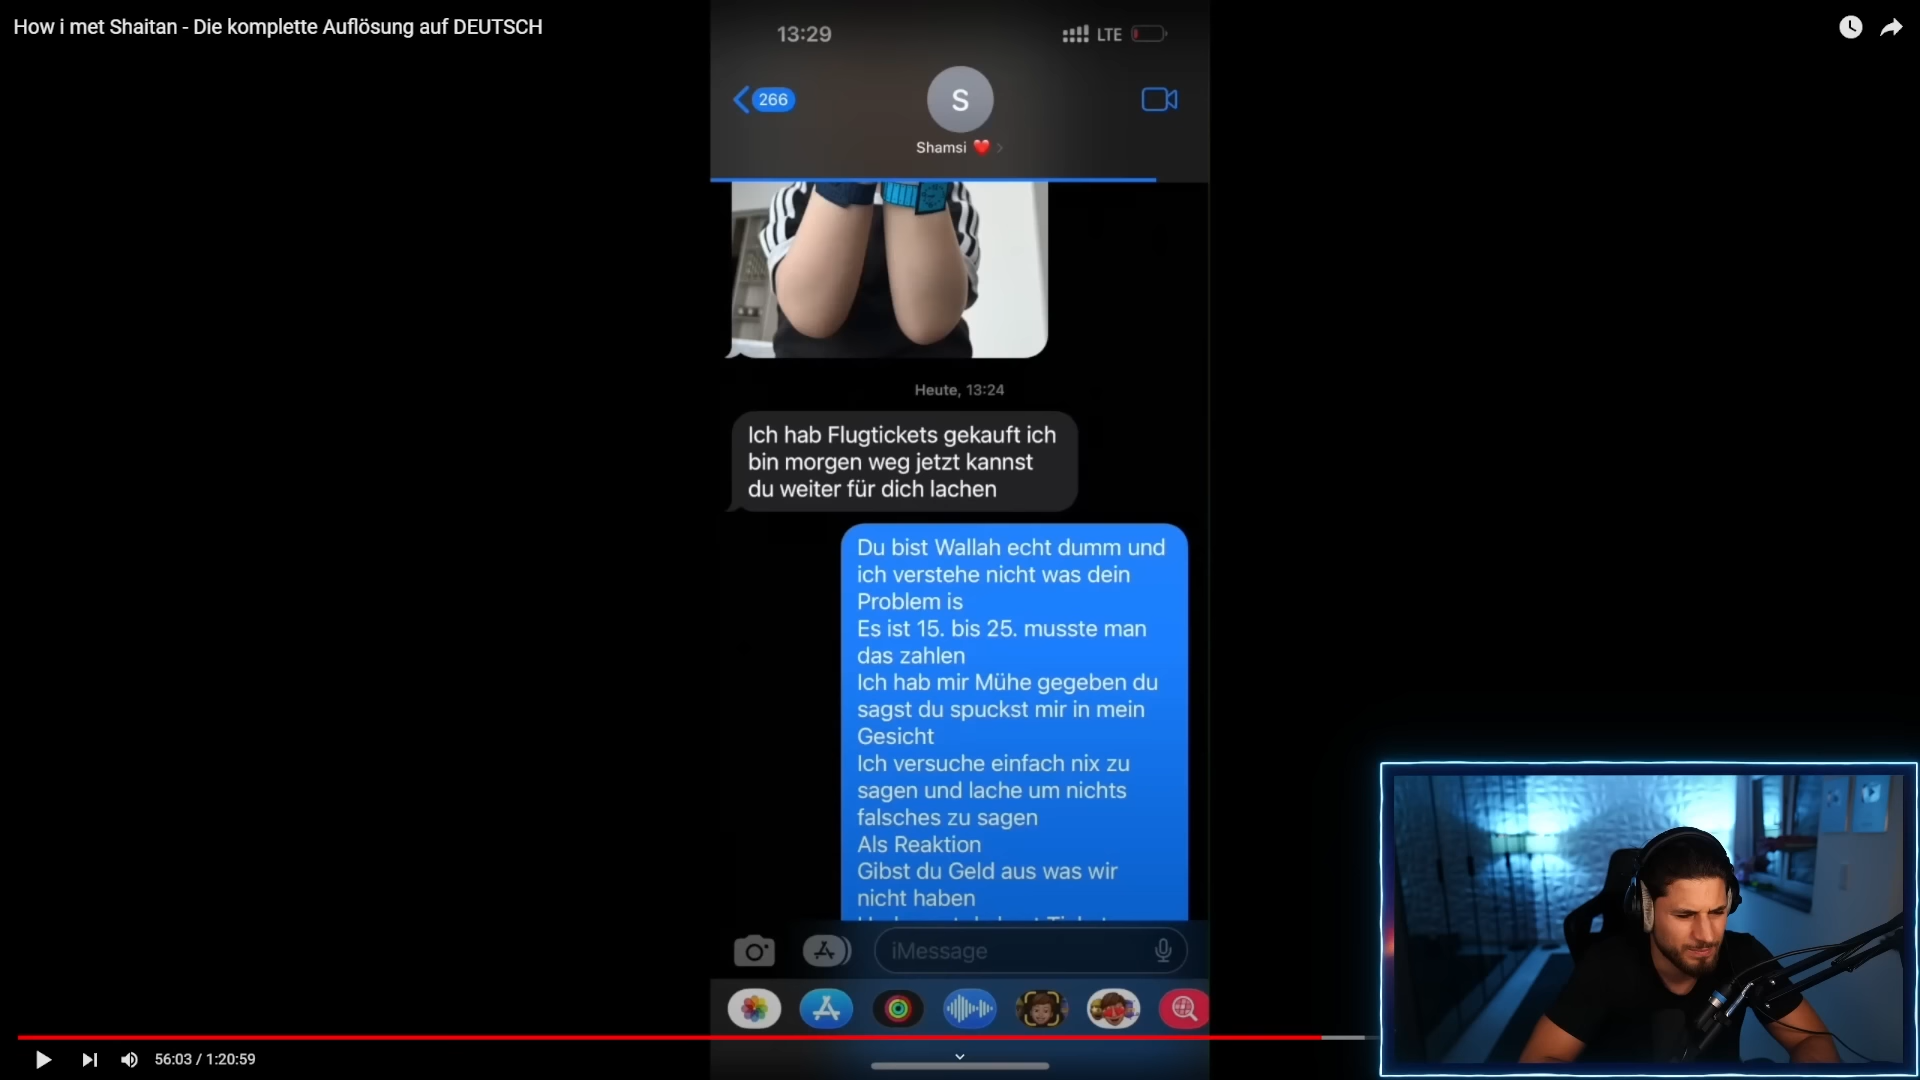 How i met Shaitan - Die komplette Auflösung auf DEUTSCH
13:29
LTE
266
S
Shamsi ❤️
Heute, 13:24
Ich hab Flugtickets gekauft ich
bin morgen weg jetzt kannst
du weiter für dich lachen
Du bist Wallah echt dumm und
ich verstehe nicht was dein
Problem is
Es ist 15. bis 25. musste man
das zahlen
Ich hab mir Mühe gegeben du
sagst du spuckst mir in mein
Gesicht
Ich versuche einfach nix zu
sagen und lache um nichts
falsches zu sagen
Als Reaktion
Gibst du Geld aus was wir
nicht haben
iMessage
56:03 / 1:20:59